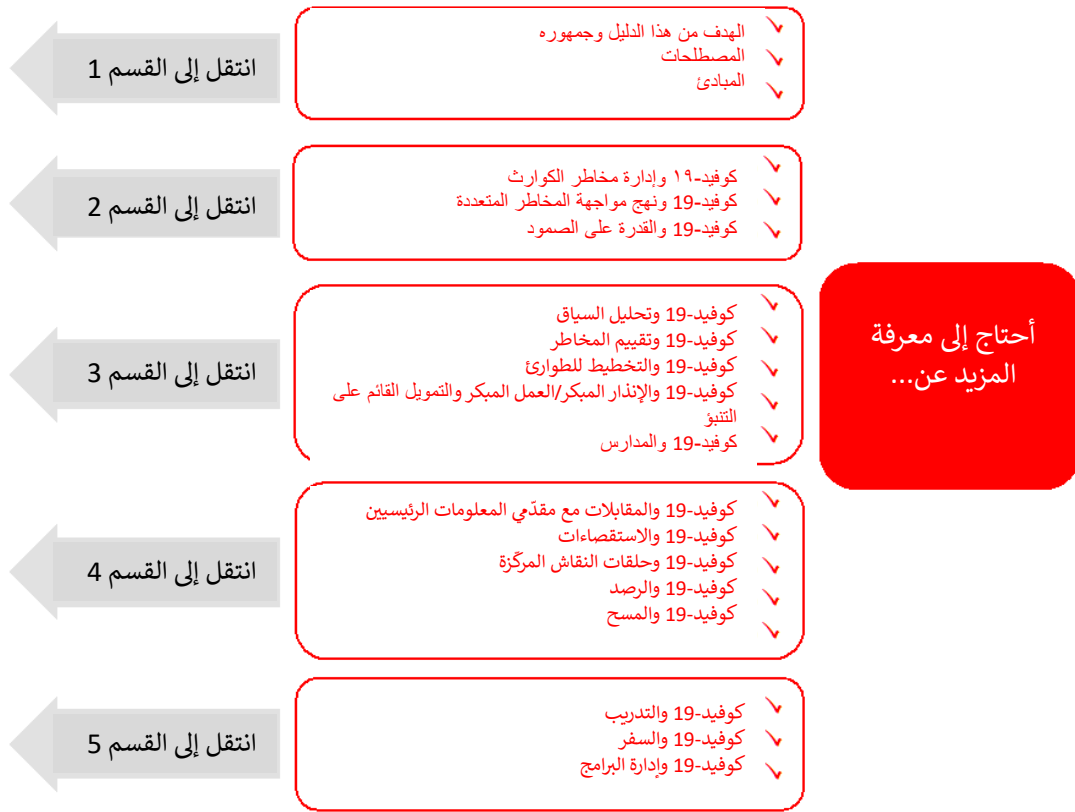 أحتاج إلى معرفة
المزيد عن...
الهدف من هذا الدليل وجمهوره
المصطلحات
المبادئ
انتقل إلى القسم 1
كوفيد-١٩ وإدارة مخاطر الكوارث
كوفيد-19 ونهج مواجهة المخاطر المتعددة
كوفيد-19 والقدرة على الصمود
انتقل إلى القسم 2
كوفيد-19 وتحليل السياق
كوفيد-19 وتقييم المخاطر
كوفيد-19 والتخطيط للطوارئ
كوفيد-19 والإنذار المبكر/العمل المبكر والتمويل القائم على
التنبؤ
كوفيد-19 والمدارس
انتقل إلى القسم 3
كوفيد-19 والمقابلات مع مقدّمي المعلومات الرئيسيين
كوفيد-19 والاستقصاءات
كوفيد-19 وحلقات النقاش المركّزة
كوفيد-19 والرصد
كوفيد-19 والمسح
انتقل إلى القسم 4
كوفيد-19 والتدريب
كوفيد-19 والسفر
كوفيد-19 وإدارة البرامج
انتقل إلى القسم 5